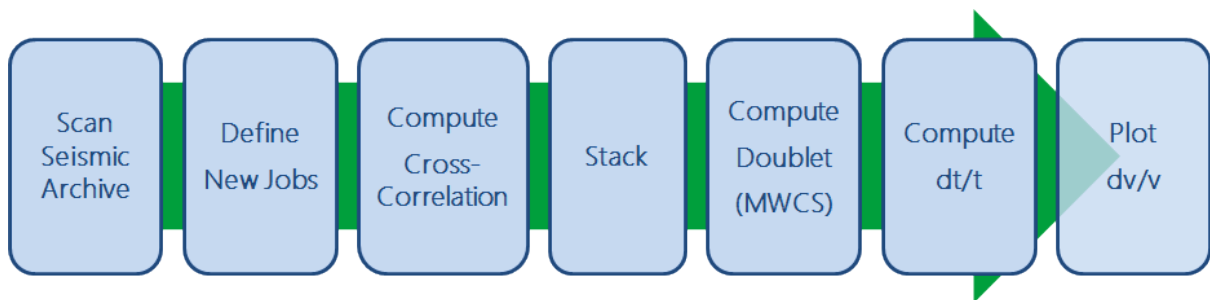 Scan
Seismic
Archive
Define
New Jobs
Compute
Cross-
Correlation
Stack
Compute
Doublet
(MWCS)
Compute
dt/t
Plot
dv/v